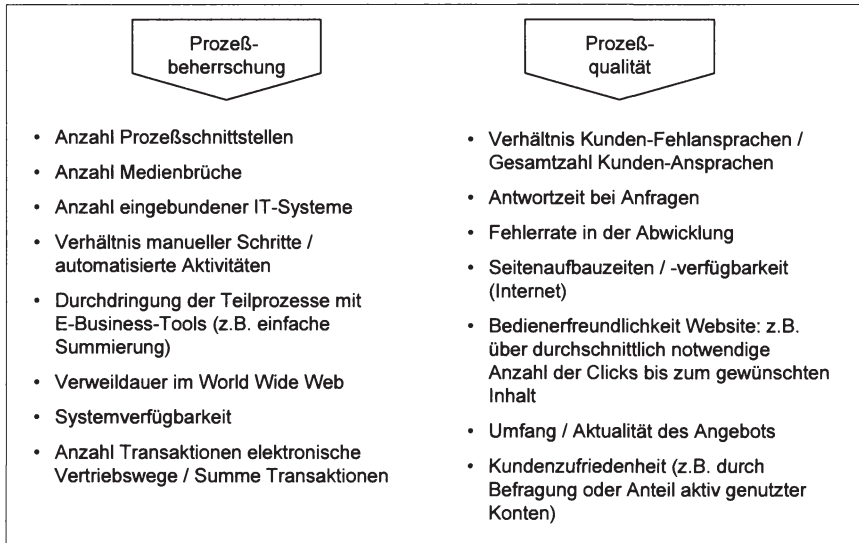 Prozeß-
beherrschung
• Anzahl Prozeßschnittstellen
• Anzahl Medienbrüche
• Anzahl eingebundener IT-Systeme
• Verhältnis manueller Schritte /
automatisierte Aktivitäten
• Durchdringung der Teilprozesse mit
E-Business-Tools (z.B. einfache
Summierung)
• Verweildauer im World Wide Web
• Systemverfügbarkeit
• Anzahl Transaktionen elektronische
Vertriebswege / Summe Transaktionen
Prozeß-
qualität
• Verhältnis Kunden-Fehlansprachen /
Gesamtzahl Kunden-Ansprachen
• Antwortzeit bei Anfragen
• Fehlerrate in der Abwicklung
• Seitenaufbauzeiten / -verfügbarkeit
(Internet)
• Bedienerfreundlichkeit Website: z.B.
über durchschnittlich notwendige
Anzahl der Clicks bis zum gewünschten
Inhalt
• Umfang / Aktualität des Angebots
• Kundenzufriedenheit (z.B. durch
Befragung oder Anteil aktiv genutzter
Konten)